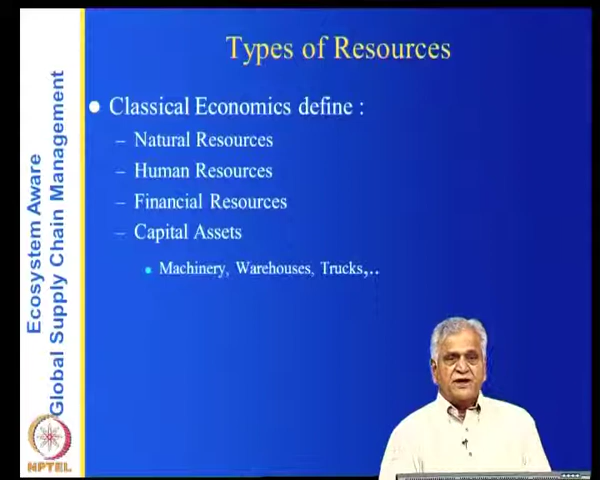 Types of Resources
Classical Economics define :
– Natural Resources
– Human Resources
– Financial Resources
– Capital Assets
Machinery, Warehouses, Trucks,..
Ecosystem Aware
Global Supply Chain Management
NPTEL